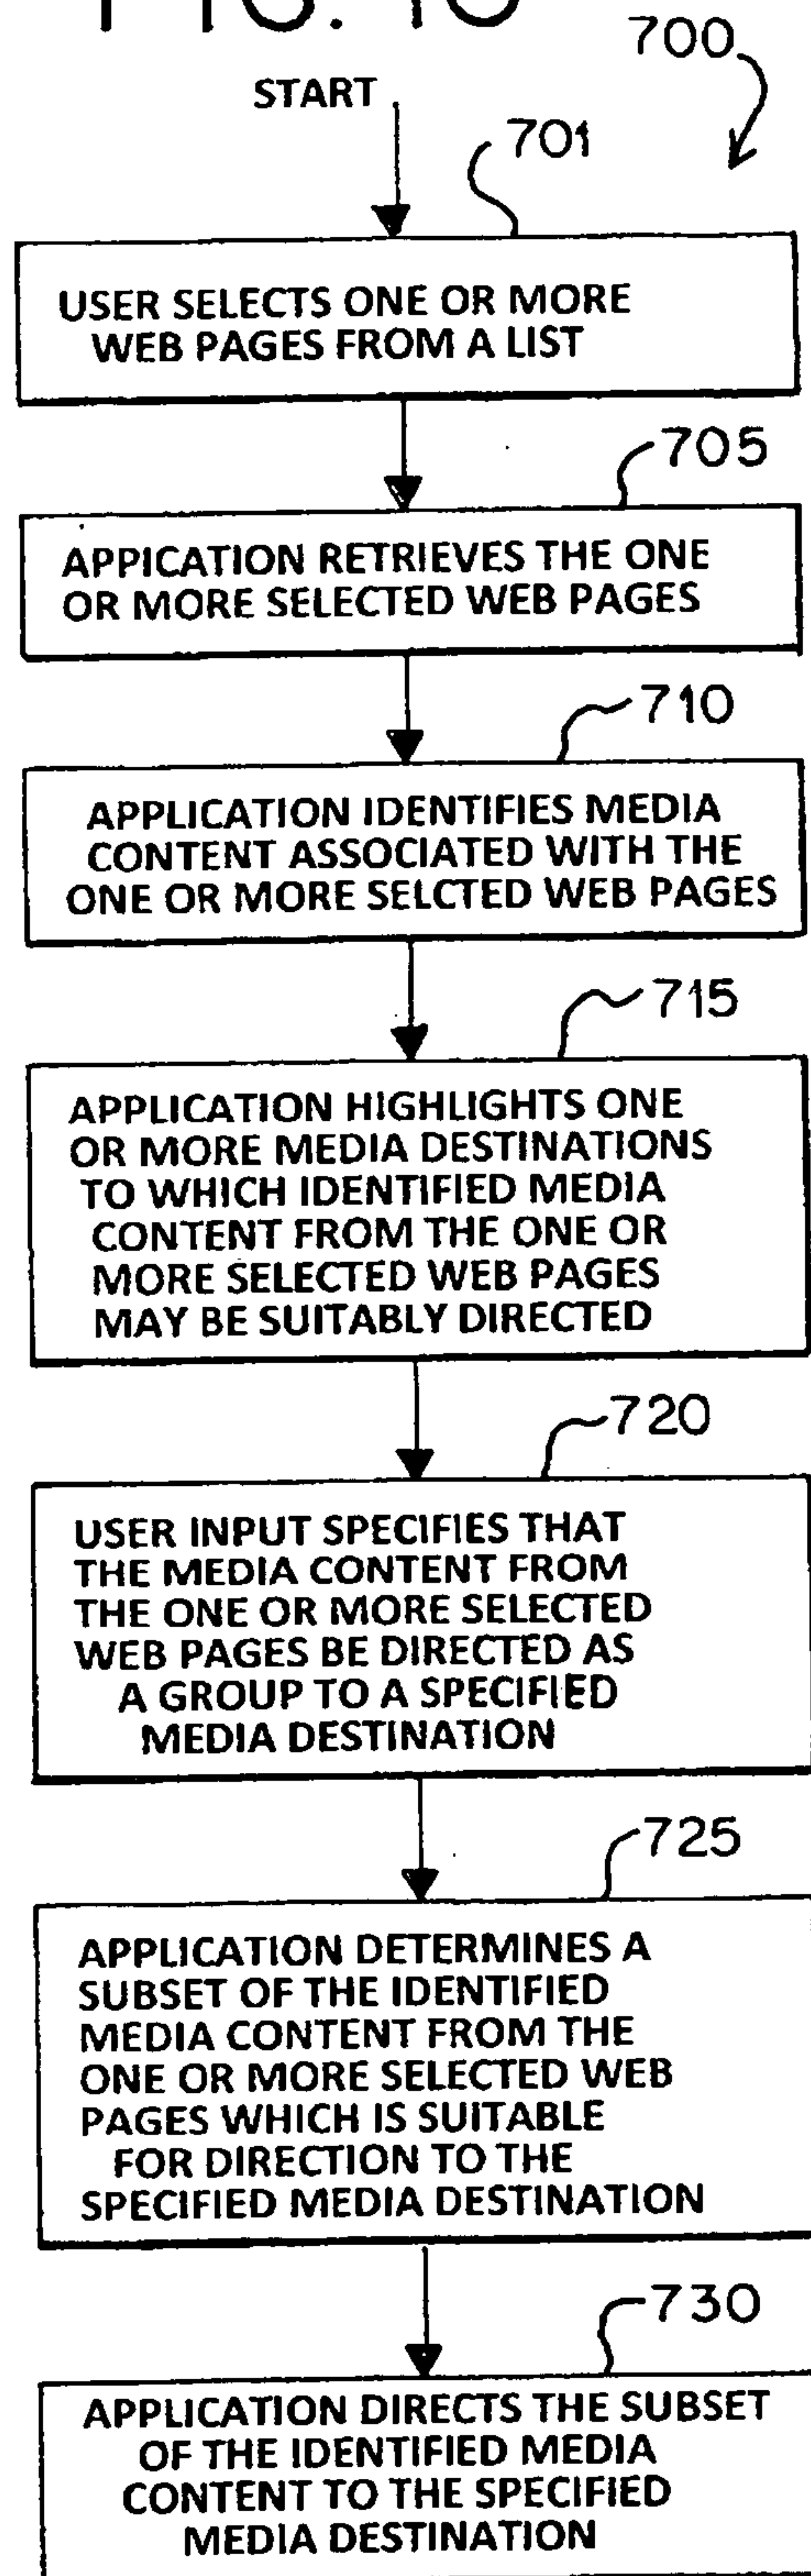 FIG. 10
700
START
701
USER SELECTS ONE OR MORE
WEB PAGES FROM A LIST
705
APPICATION RETRIEVES THE ONE
OR MORE SELECTED WEB PAGES
710
APPLICATION IDENTIFIES MEDIA
CONTENT ASSOCIATED WITH THE
ONE OR MORE SELCTED WEB PAGES
715
APPLICATION HIGHLIGHTS ONE
OR MORE MEDIA DESTINATIONS
TO WHICH IDENTIFIED MEDIA
CONTENT FROM THE ONE OR
MORE SELECTED WEB PAGES
MAY BE SUITABLY DIRECTED
720
USER INPUT SPECIFIES THAT
THE MEDIA CONTENT FROM
THE ONE OR MORE SELECTED
WEB PAGES BE DIRECTED AS
A GROUP TO A SPECIFIED
MEDIA DESTINATION
725
APPLICATION DETERMINES A
SUBSET OF THE IDENTIFIED
MEDIA CONTENT FROM THE
ONE OR MORE SELECTED WEB
PAGES WHICH IS SUITABLE
FOR DIRECTION TO THE
SPECIFIED MEDIA DESTINATION
730
APPLICATION DIRECTS THE SUBSET
OF THE IDENTIFIED MEDIA
CONTENT TO THE SPECIFIED
MEDIA DESTINATION